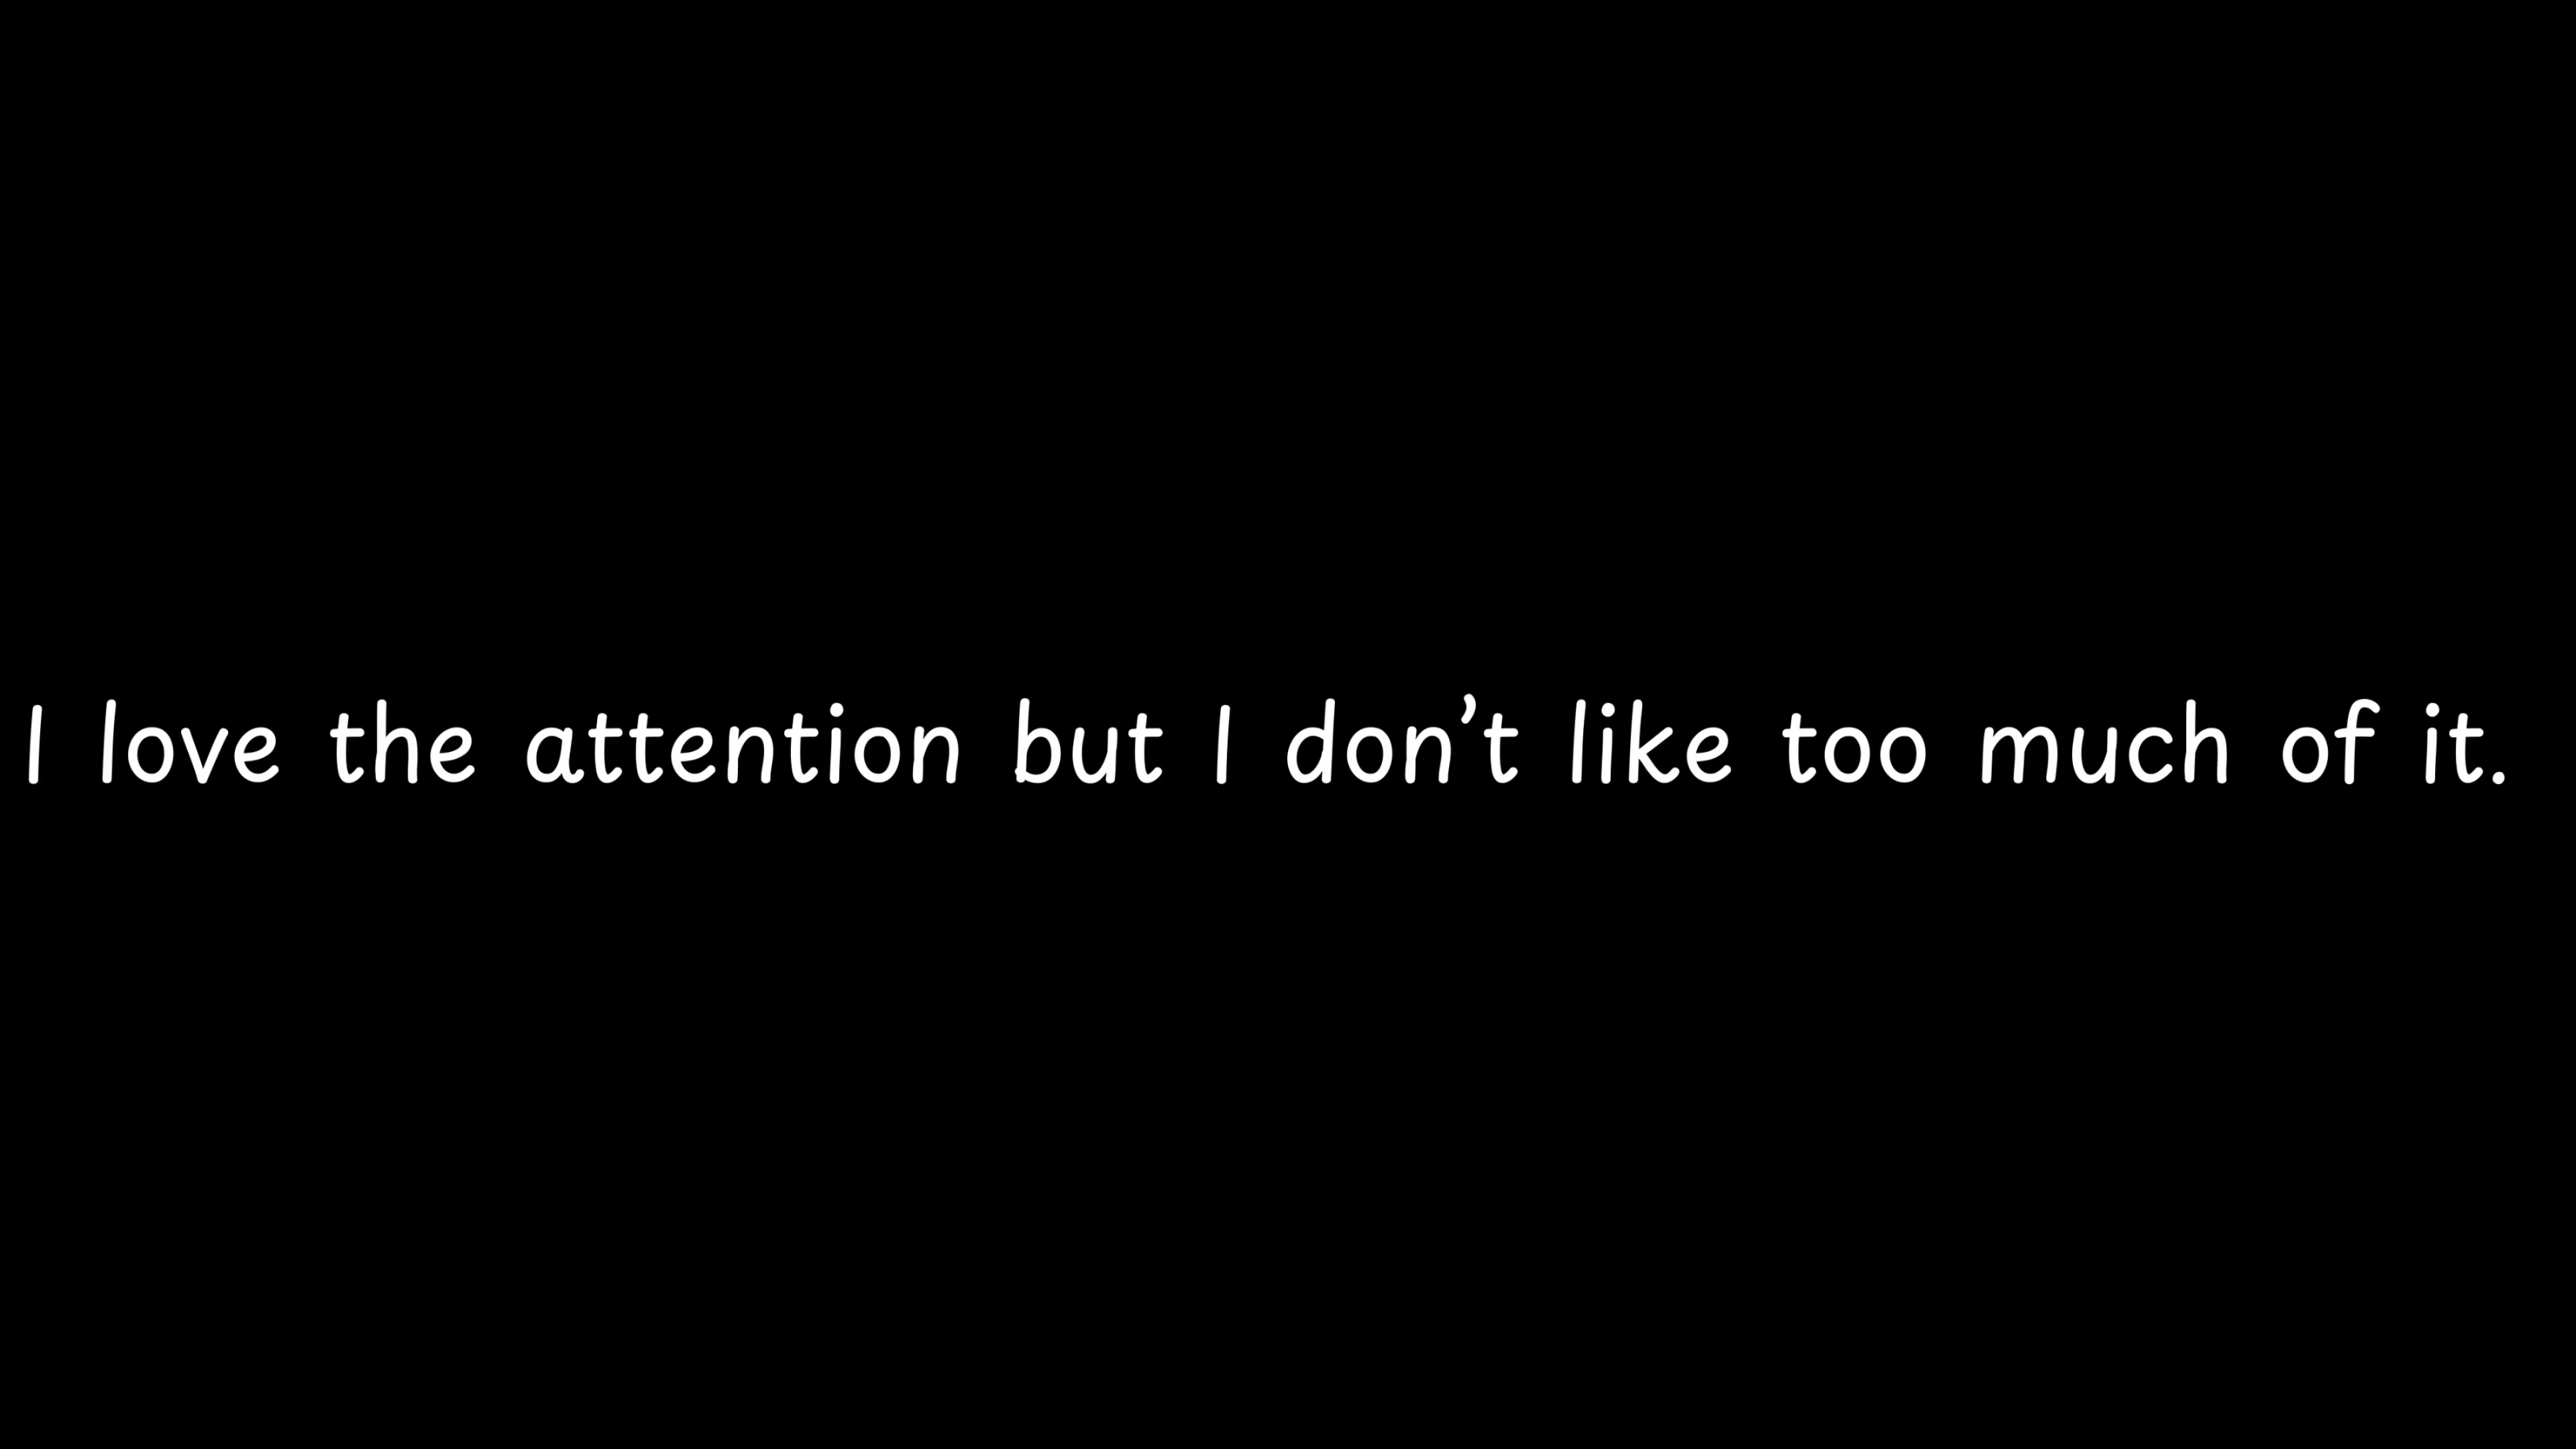 I love the attention but I don’t like too much of it.